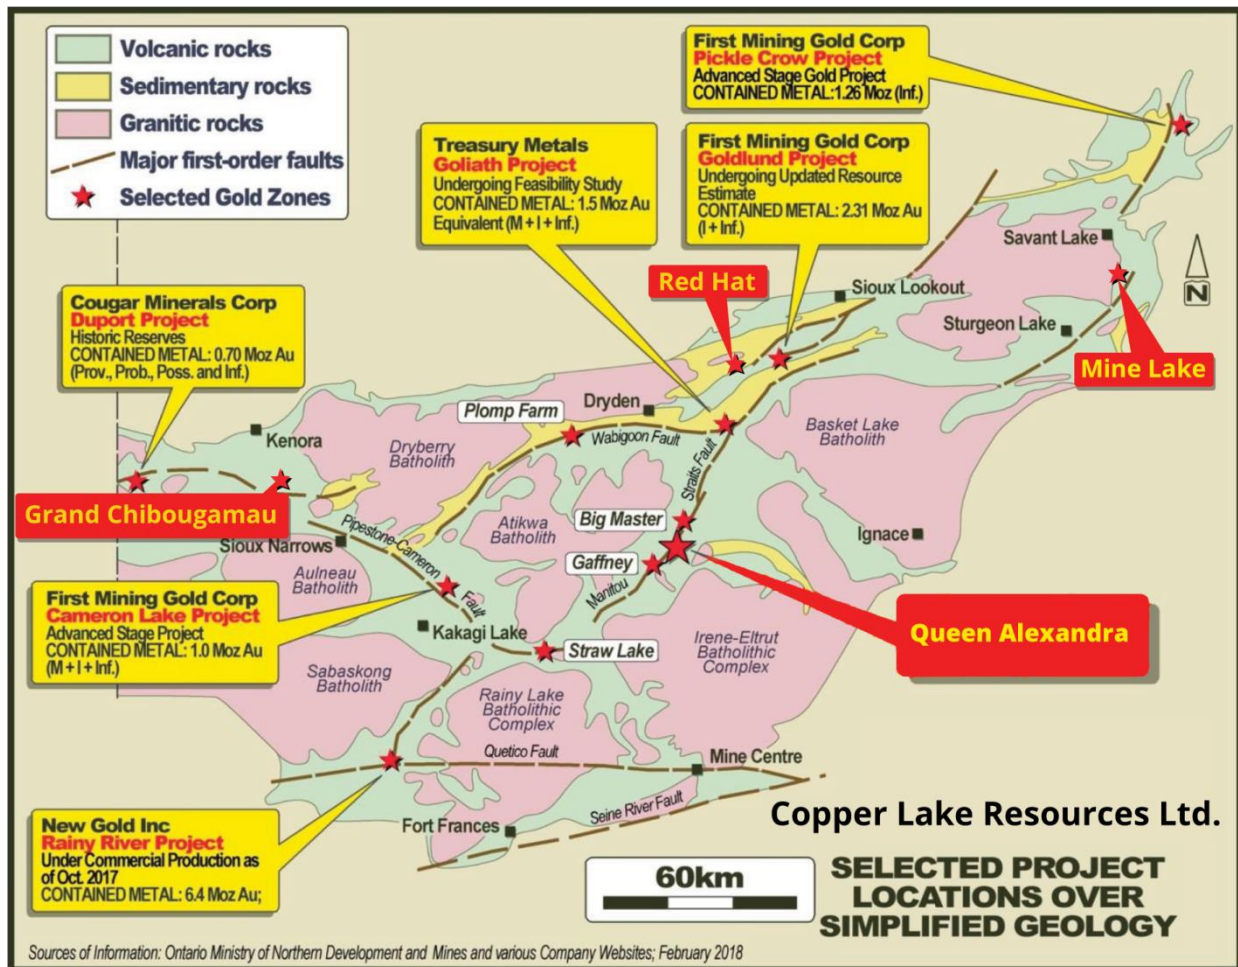 Volcanic rocks
Sedimentary rocks
Granitic rocks
Major first-order faults
Selected Gold Zones
First Mining Gold Corp
Pickle Crow Project
Advanced Stage Gold Project
CONTAINED METAL:1.26 Moz (Inf.)
Treasury Metals
Goliath Project
Undergoing Feasibility Study
CONTAINED METAL: 1.5 Moz Au
Equivalent (M + I + Inf.)
First Mining Gold Corp
Goldlund Project
Undergoing Updated Resource
Estimate
CONTAINED METAL: 2.31 Moz Au
(I + Inf.)
Savant Lake
N
Red Hat
Sioux Lookout
Cougar Minerals Corp
Duport Project
Historic Reserves
CONTAINED METAL: 0.70 Moz Au
(Prov., Prob., Poss. and Inf.)
Sturgeon Lake
Mine Lake
Plomp Farm
Dryden
Kenora
Dryberry
Batholith
Wabigoon Fault
Basket Lake
Batholith
Straits Fault
Grand Chibougamau
Pipestone-Cameron
Fault
Atikwa
Batholith
Big Master
Ignace
Sioux Narrows
Aulneau
Batholith
Gaffney
Manitou
First Mining Gold Corp
Cameron Lake Project
Advanced Stage Project
CONTAINED METAL: 1.0 Moz Au
(M + I + Inf.)
Kakagi Lake
Straw Lake
Irene-Eltrut
Batholithic
Complex
Queen Alexandra
Sabaskong
Batholith
Rainy Lake
Batholithic
Complex
Quetico Fault
Mine Centre
Seine River Fault
Fort Frances
New Gold Inc
Rainy River Project
Under Commercial Production as
of Oct. 2017
CONTAINED METAL: 6.4 Moz Au;
Copper Lake Resources Ltd.
60km
SELECTED PROJECT
LOCATIONS OVER
SIMPLIFIED GEOLOGY
Sources of Information: Ontario Ministry of Northern Development and Mines and various Company Websites; February 2018